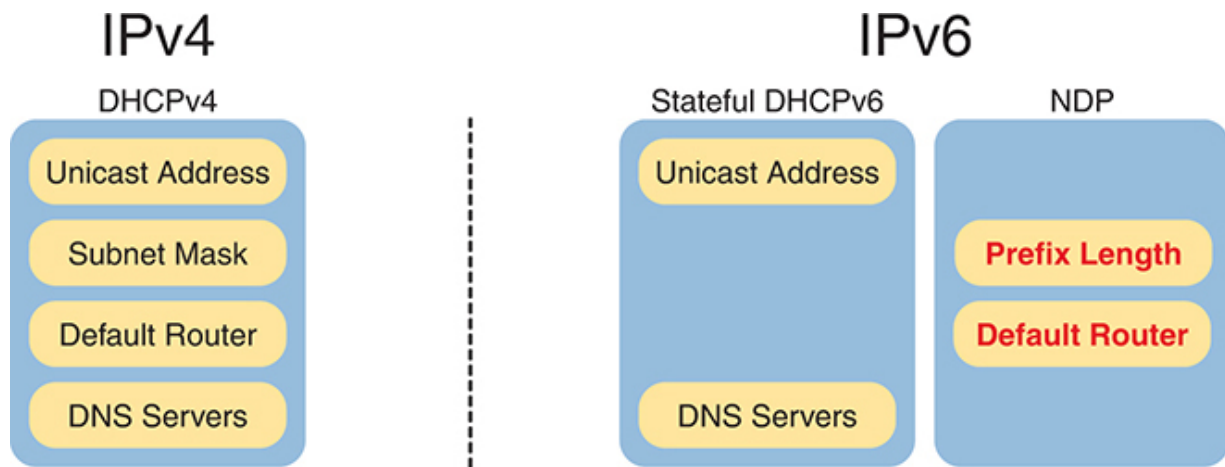 IPv4
DHCPv4
Unicast Address
Subnet Mask
Default Router
DNS Servers
IPv6
Stateful DHCPv6
Unicast Address
DNS Servers
NDP
Prefix Length
Default Router